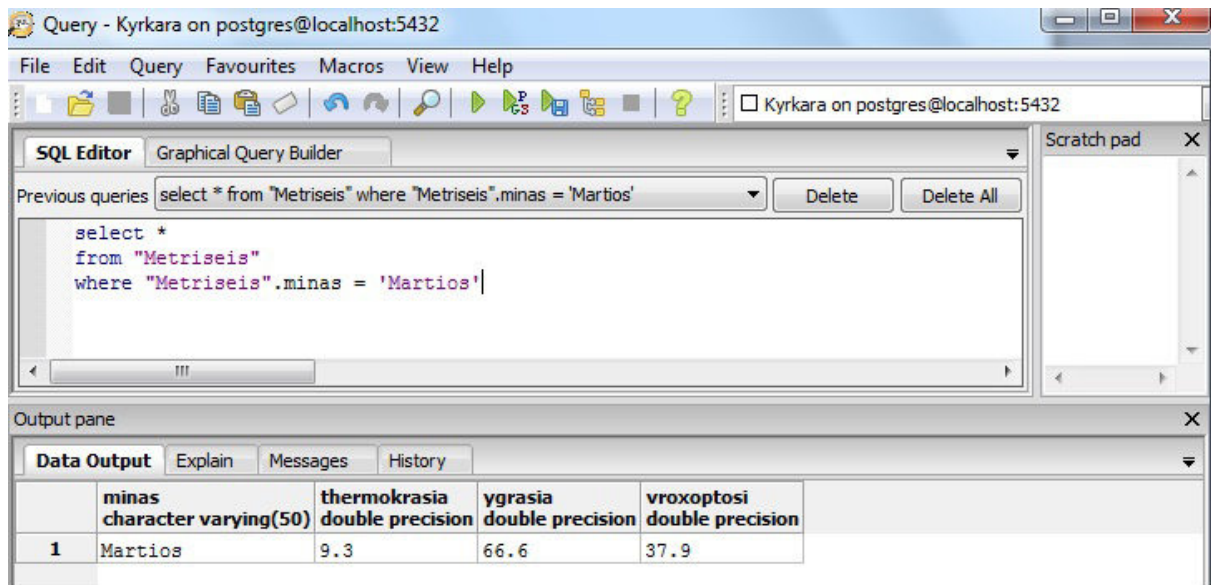 Query - Kyrkara on postgres@localhost:5432
File Edit Query Favourites Macros View Help
Kyrkara on postgres@localhost:5432
SQL Editor Graphical Query Builder
Scratch pad
Previous queries select * from "Metriseis" where "Metriseis".minas = 'Martios' Delete Delete All
select *
from "Metriseis"
where "Metriseis".minas = 'Martios'
Output pane
Data Output Explain Messages History
minas thermokrasia ygrasia vroxoptosi
character varying(50) double precision double precision double precision
1 Martios 9.3 66.6 37.9